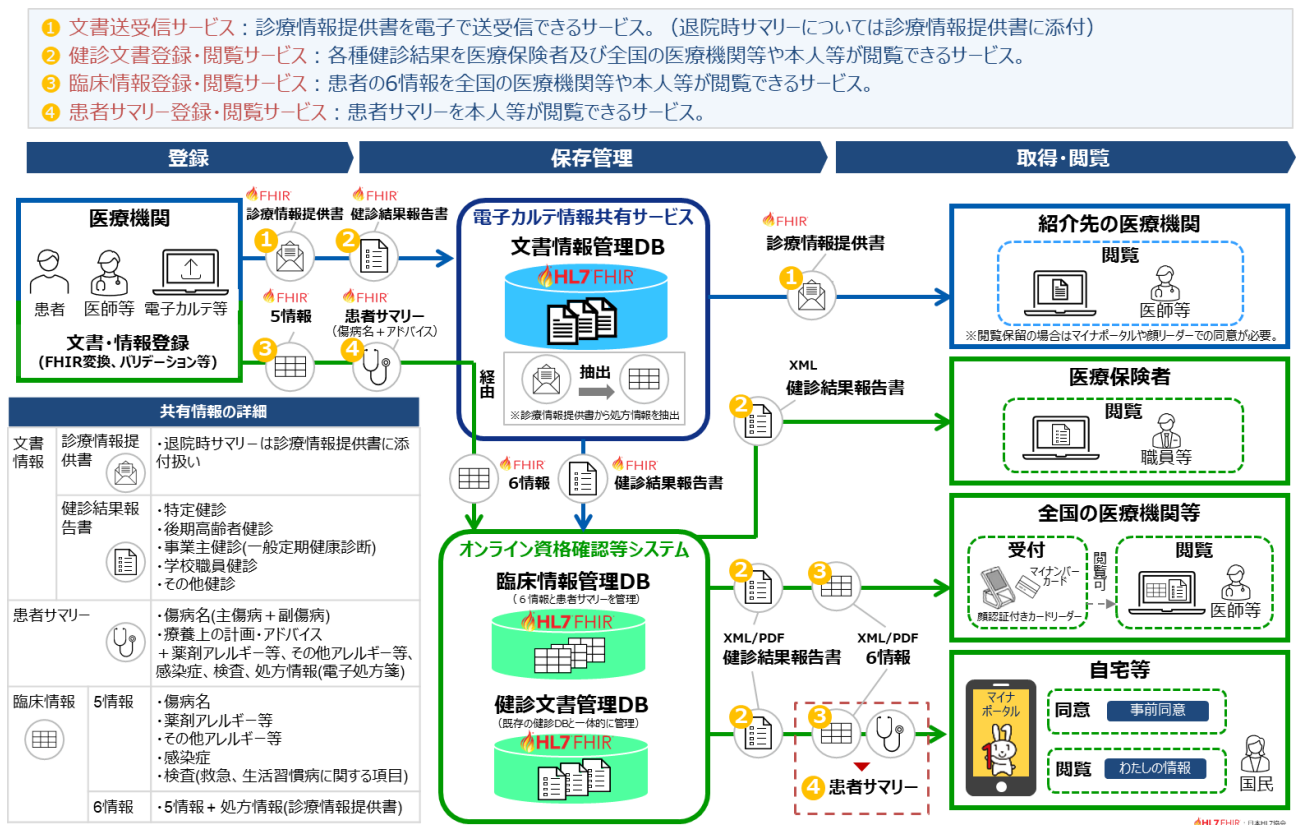 1 文書送受信サービス：診療情報提供書を電子で送受信できるサービス。（退院時サマリーについては診療情報提供書に添付）
2 健診文書登録・閲覧サービス：各種健診結果を医療保険者及び全国の医療機関等や本人等が閲覧できるサービス。
3 臨床情報登録・閲覧サービス：患者の6情報を全国の医療機関等や本人等が閲覧できるサービス。
4 患者サマリー登録・閲覧サービス：患者サマリーを本人等が閲覧できるサービス。
登録
保存管理
取得・閲覧
医療機関
患者
医師等
電子カルテ等
文書・情報登録
(FHIR変換、バリデーション等)
FHIR
診療情報提供書
1
FHIR
健診結果報告書
2
FHIR
5情報
3
FHIR
患者サマリー
(傷病名＋アドバイス)
4
経由
電子カルテ情報共有サービス
文書情報管理DB
HL7 FHIR
抽出
※診療情報提供書から処方情報を抽出
FHIR
6情報
FHIR
健診結果報告書
オンライン資格確認等システム
臨床情報管理DB
(６情報と患者サマリーを管理)
HL7 FHIR
健診文書管理DB
(既存の健診DBと一体的に管理)
HL7 FHIR
FHIR
診療情報提供書
1
XML
健診結果報告書
2
2
3
XML/PDF
健診結果報告書
XML/PDF
6情報
2
3
4 患者サマリー
紹介先の医療機関
閲覧
医師等
※閲覧保留の場合はマイナポータルや顔リーダーでの同意が必要。
医療保険者
閲覧
職員等
全国の医療機関等
受付
マイナンバー
カード
顔認証付きカードリーダー
閲覧可
閲覧
医師等
自宅等
マイナ
ポータル
同意
事前同意
閲覧
わたしの情報
国民
共有情報の詳細
文書
情報
診療情報提
供書
・退院時サマリーは診療情報提供書に添
付扱い
健診結果報
告書
・特定健診
・後期高齢者健診
・事業主健診(一般定期健康診断)
・学校職員健診
・その他健診
患者サマリー
・傷病名(主傷病＋副傷病)
・療養上の計画・アドバイス
＋薬剤アレルギー等、その他アレルギー等、
感染症、検査、処方情報(電子処方箋)
臨床情報
5情報
・傷病名
・薬剤アレルギー等
・その他アレルギー等
・感染症
・検査(救急、生活習慣病に関する項目)
6情報
・5情報＋処方情報(診療情報提供書)
HL7 FHIR：日本HL7協会